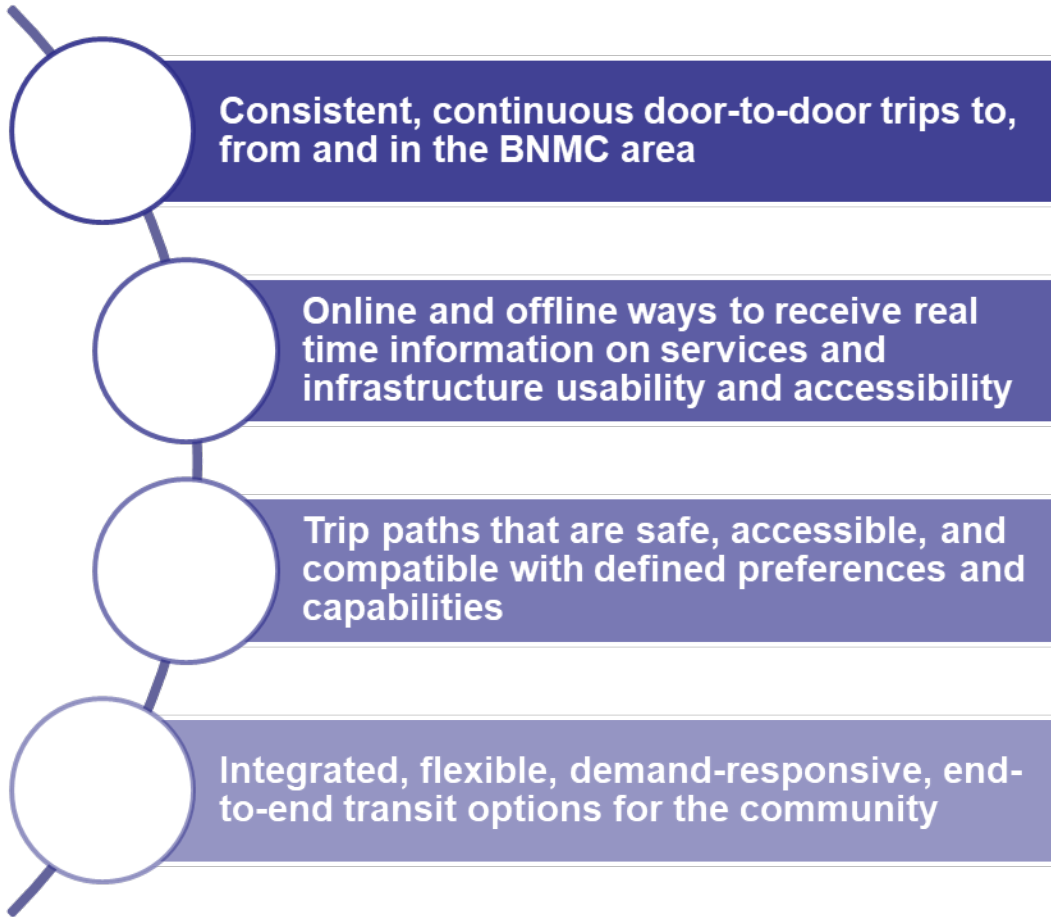 Consistent, continuous door-to-door trips to,
from and in the BNMC area
Online and offline ways to receive real
time information on services and
infrastructure usability and accessibility
Trip paths that are safe, accessible, and
compatible with defined preferences and
capabilities
Integrated, flexible, demand-responsive, end-
to-end transit options for the community